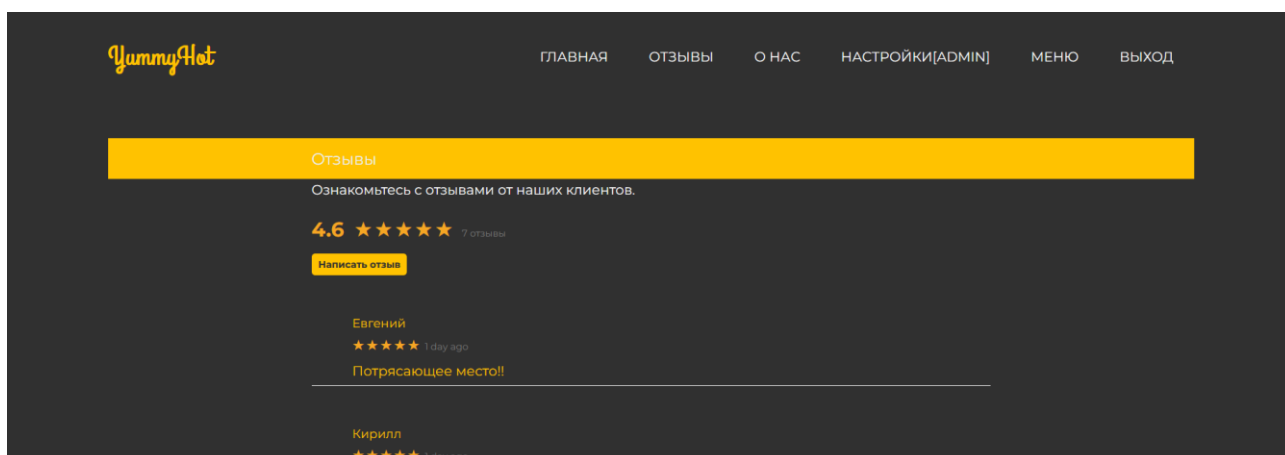 YummyHot
ГЛАВНАЯ ОТЗЫВЫ О НАС НАСТРОЙКИ[ADMIN] МЕНЮ ВЫХОД
Отзывы
Ознакомьтесь с отзывами от наших клиентов.
4.6 ★★★★★ 7 отзывы
Написать отзыв
Евгений
★★★★★ 1 day ago
Потрясающее место!!
Кирилл